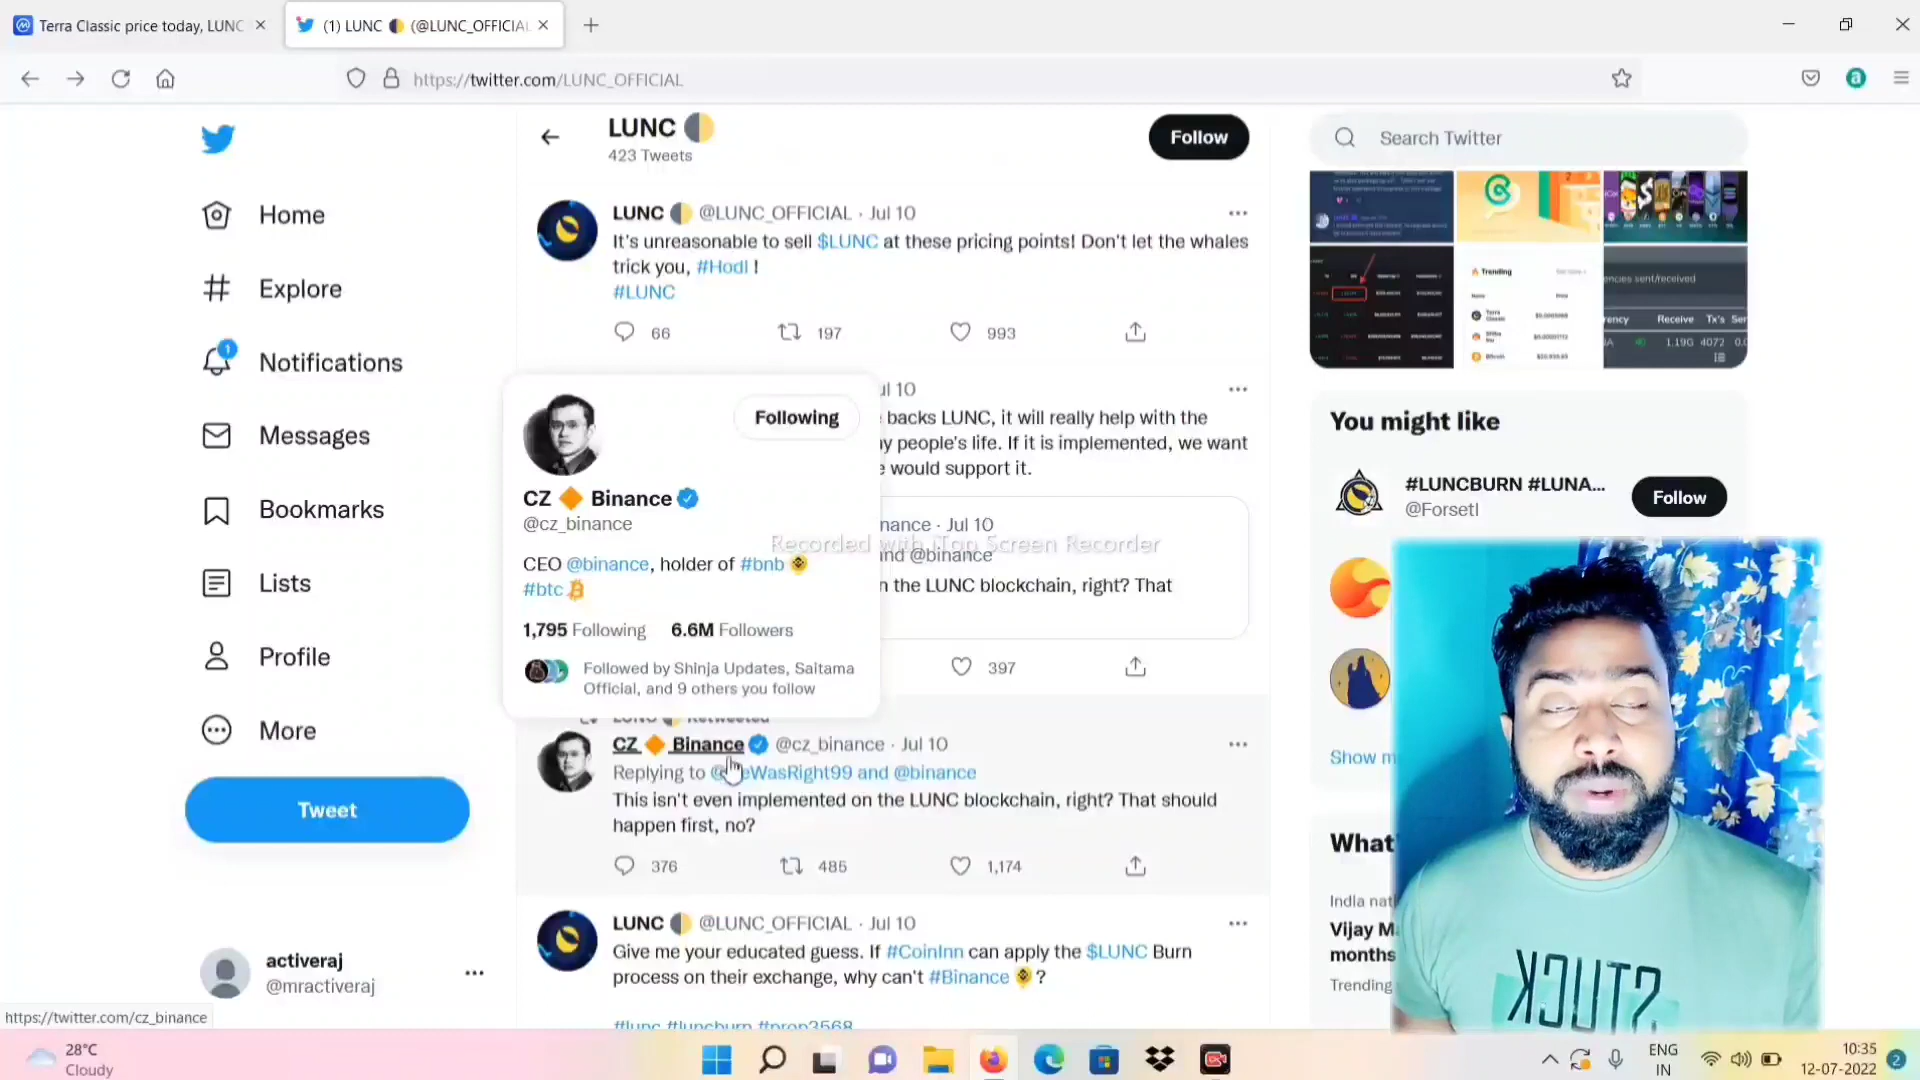 Terra Classic price today, LUNC
(1) LUNC (@LUNC_OFFICIAL
https://twitter.com/LUNC_OFFICIAL
LUNC
423 Tweets
Follow
Search Twitter
Home
Explore
1
Notifications
Messages
Bookmarks
Lists
Profile
More
Tweet
activeraj
@mractiveraj
https://twitter.com/cz_binance
LUNC @LUNC_OFFICIAL · Jul 10
It's unreasonable to sell $LUNC at these pricing points! Don't let the whales
trick you, #Hodl !
#LUNC
66 197 993
Following
CZ Binance
@cz_binance
CEO @binance, holder of #bnb
#btc
1,795 Following 6.6M Followers
Followed by Shinja Updates, Saitama
Official, and 9 others you follow
Jul 10
backs LUNC, it will really help with the
people's life. If it is implemented, we want
would support it.
Jul 10
@binance
the LUNC blockchain, right? That
Recorded with iTop Screen Recorder
397
LUNC Retweeted
CZ Binance @cz_binance · Jul 10
Replying to and @binance
This isn't even implemented on the LUNC blockchain, right? That should
happen first, no?
376 485 1,174
LUNC @LUNC_OFFICIAL · Jul 10
Give me your educated guess. If #CoinInn can apply the $LUNC Burn
process on their exchange, why can't #Binance ?
#lunc #luncburn #prop3568
Trending
Terra
Classic
Bitcoin
encies sent/received
Receive Tx's
1.19G 4072
You might like
#LUNCBURN #LUNA...
@Forsetl
Follow
Show
What
India
Vijay
months
Trending
STUCK
28°C
Cloudy
ENG
IN
10:35
12-07-2022
2